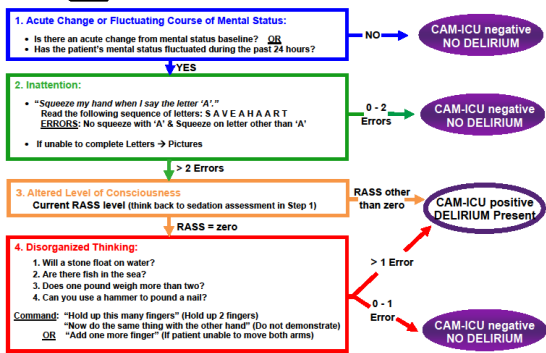 1. Acute Change or Fluctuating Course of Mental Status:
• Is there an acute change from mental status baseline? OR
• Has the patient's mental status fluctuated during the past 24 hours?
NO
CAM-ICU negative
NO DELIRIUM
YES
2. Inattention:
• "Squeeze my hand when I say the letter 'A'."
Read the following sequence of letters: S A V E A H A A R T
ERRORS: No squeeze with 'A' & Squeeze on letter other than 'A'
• If unable to complete Letters → Pictures
0 - 2
Errors
CAM-ICU negative
NO DELIRIUM
> 2 Errors
3. Altered Level of Consciousness
Current RASS level (think back to sedation assessment in Step 1)
RASS other
than zero
CAM-ICU positive
DELIRIUM Present
RASS = zero
4. Disorganized Thinking:
1. Will a stone float on water?
2. Are there fish in the sea?
3. Does one pound weigh more than two?
4. Can you use a hammer to pound a nail?
Command: "Hold up this many fingers" (Hold up 2 fingers)
"Now do the same thing with the other hand" (Do not demonstrate)
OR "Add one more finger" (If patient unable to move both arms)
> 1 Error
0 - 1
Error
CAM-ICU negative
NO DELIRIUM